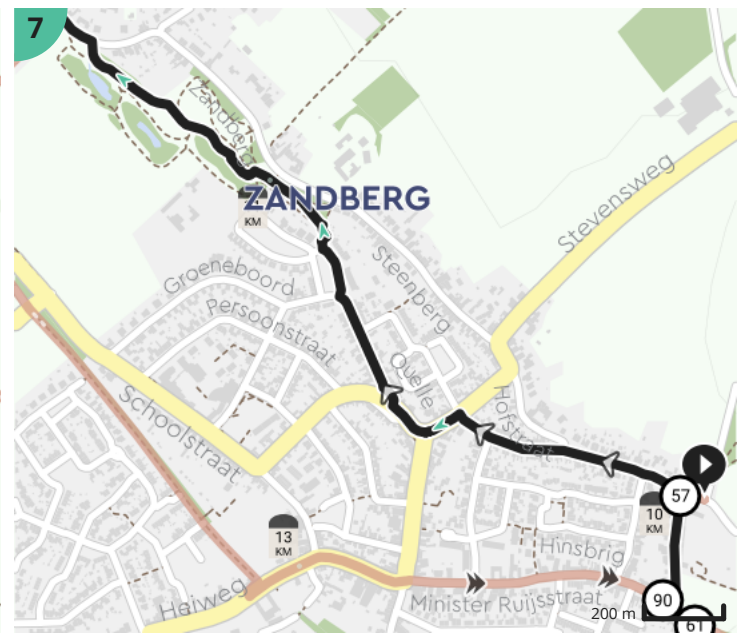 7
Zandberg
ZANDBERG
KM
Stevensweg
Groeneboord
Steenberg
Persoonstraat
Quelle
Schoolstraat
Hofstraat
57
10
KM
13
KM
Hinsbrig
Heiweg
Minister Ruijsstraat
200 m
90
61